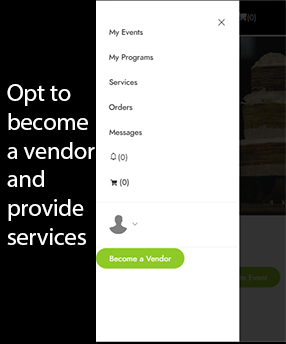 (0)
My Events
My Programs
Services
Orders
Messages
(0)
(0)
Become a Vendor
Opt to
become
a vendor
and
provide
services
Event